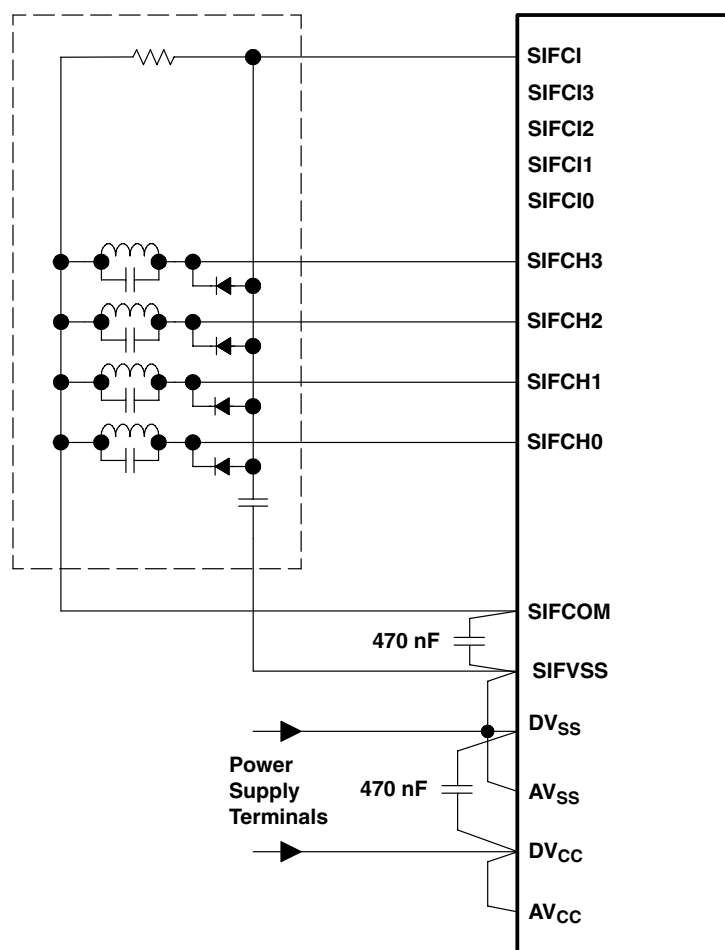 SIFCI
SIFCI3
SIFCI2
SIFCI1
SIFCI0
SIFCH3
SIFCH2
SIFCH1
SIFCH0
SIFCOM
470 nF
SIFVSS
DVSS
Power
Supply
Terminals
470 nF
AVSS
DVCC
AVCC